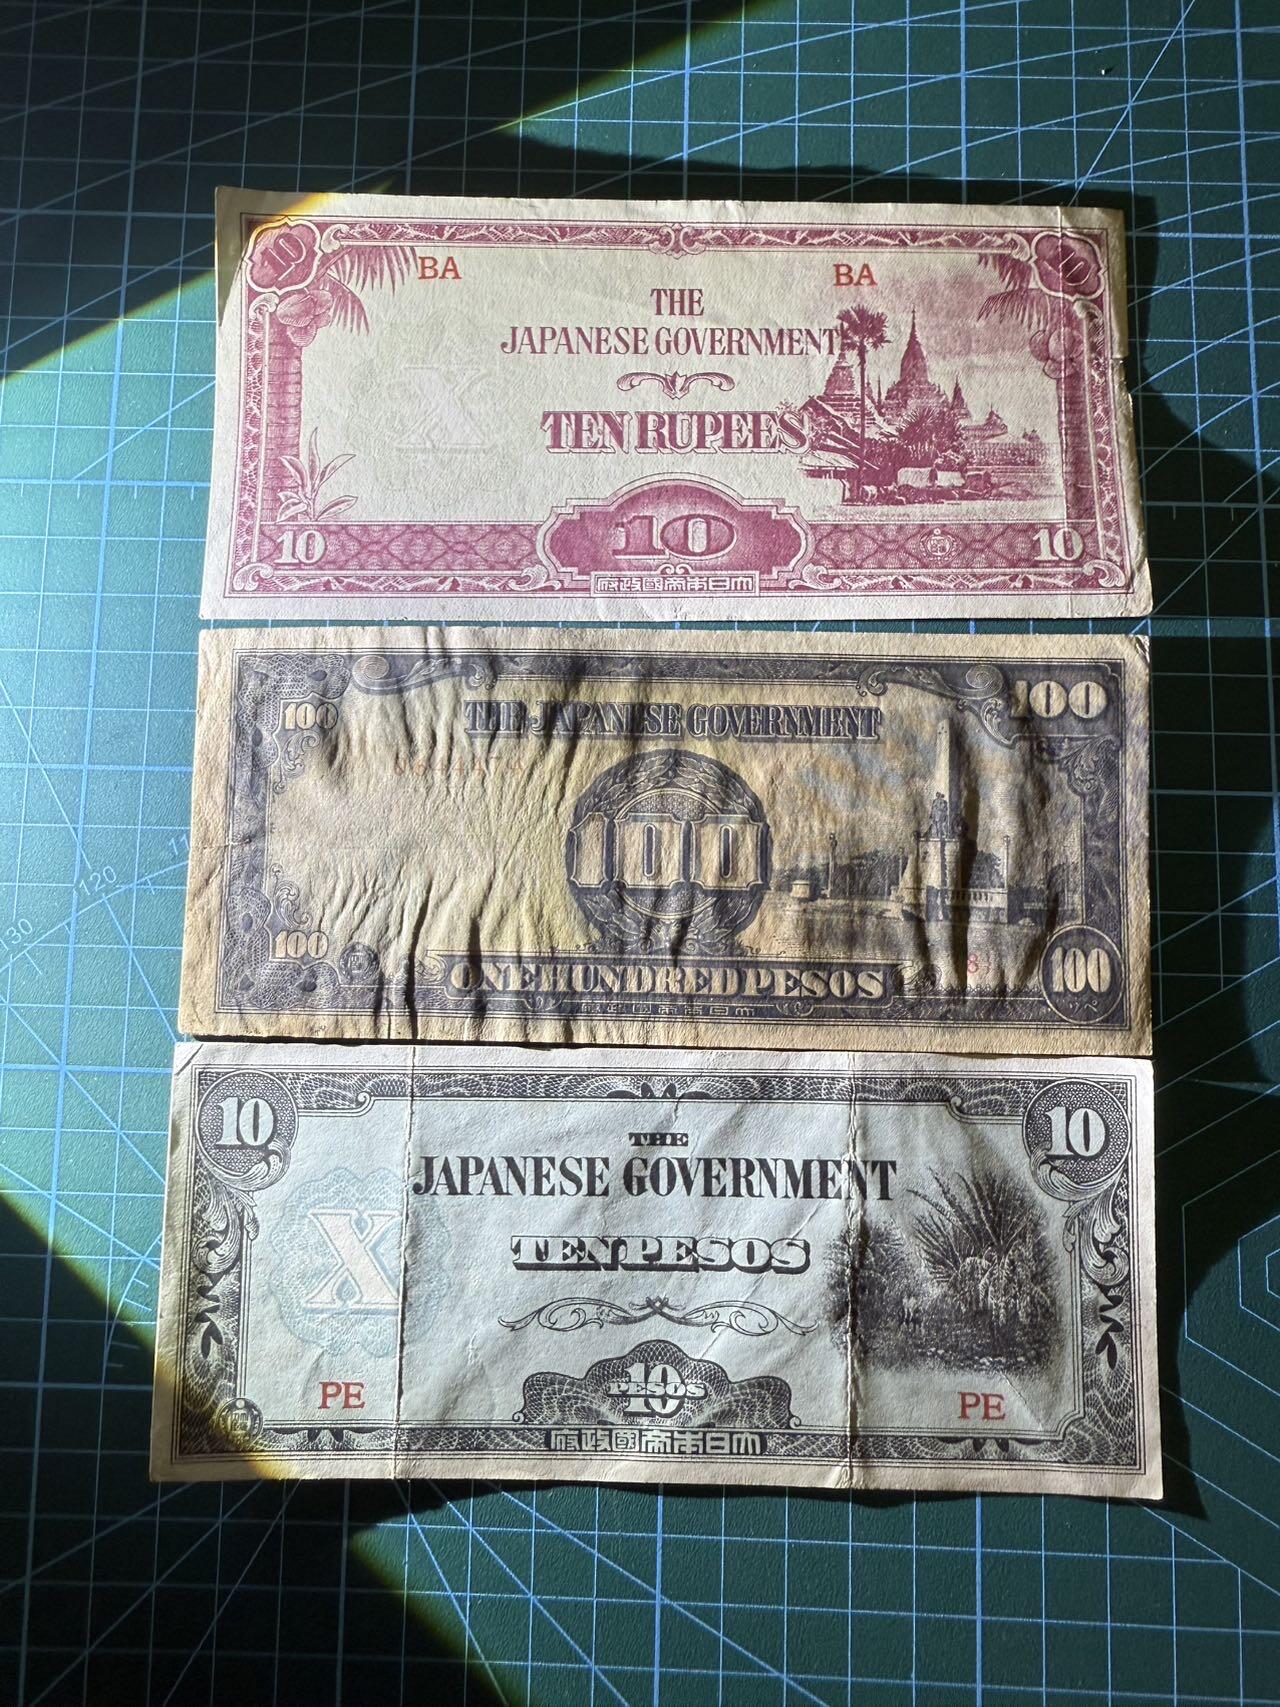 10
10
BA
BA
THE
JAPANESE GOVERNMENT
TEN RUPEES
10
10
10
府政國帝本日大
100
THE JAPANESE GOVERNMENT
100
100
100
ONE HUNDRED PESOS
100
府政國帝本日大
10
10
THE
JAPANESE GOVERNMENT
X
TEN PESOS
10
PESOS
PE
PE
府政國帝本日大
120
130